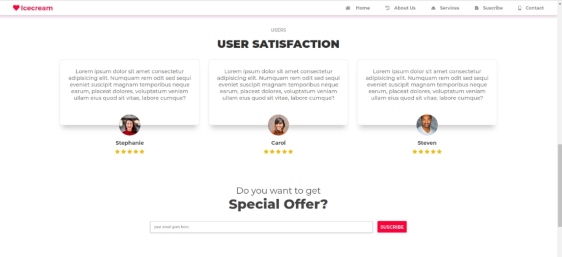 Icecream
Home
About Us
Services
Suscribe
Contact
USERS
USER SATISFACTION
Lorem ipsum dolor sit amet consectetur
adipisicing elit. Numquam rem odit sed sequi
eveniet suscipit magnam temporibus neque
earum, placeat dolores, voluptatum veniam
ullam eius quod sit vitae, labore cumque?
Stephanie
Lorem ipsum dolor sit amet consectetur
adipisicing elit. Numquam rem odit sed sequi
eveniet suscipit magnam temporibus neque
earum, placeat dolores, voluptatum veniam
ullam eius quod sit vitae, labore cumque?
Carol
Lorem ipsum dolor sit amet consectetur
adipisicing elit. Numquam rem odit sed sequi
eveniet suscipit magnam temporibus neque
earum, placeat dolores, voluptatum veniam
ullam eius quod sit vitae, labore cumque?
Steven
Do you want to get
Special Offer?
SUSCRIBE